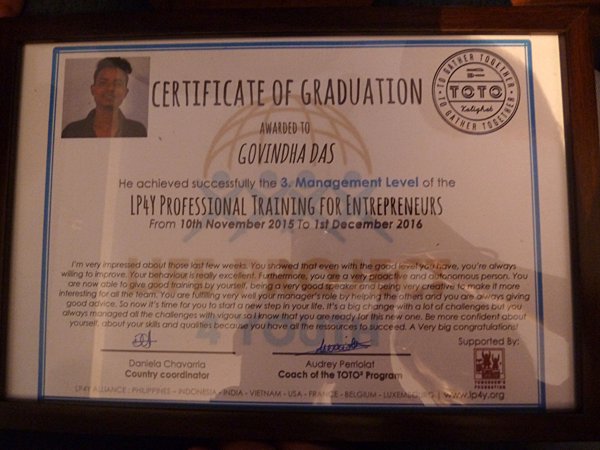 CERTIFICATE OF GRADUATION
TO GATHER TOGETHER
TOTO
Kalighat
TO GATHER TOGETHER
AWARDED TO
GOVINDHA DAS
He achieved successfully the 3. Management Level of the
LP4Y PROFESSIONAL TRAINING FOR ENTREPRENEURS
From 10th November 2015 To 1st December 2016
I'm very impressed about those last few weeks. You showed that even with the good level you have, you're always
willing to improve. Your behaviour is really excellent. Furthermore, you are a very proactive and autonomous person. You
are now able to give good trainings by yourself, being a very good speaker and being very creative to make it more
interesting for all the team. You are fulfilling very well your manager's role by helping the others and you are always giving
good advice. So now it's time for you to start a new step in your life. It's a big change with a lot of challenges but you
always managed all the challenges with vigour so I know that you are ready for this new one. Be more confident about
yourself, about your skills and qualities because you have all the ressources to succeed. A Very big congratulations!
4 YOUTH
Supported By:
Daniela Chavarria
Country coordinator
Audrey Perriolat
Coach of the TOTO³ Program
TOMORROW'S
FOUNDATION
LP4Y ALLIANCE : PHILIPPINES - INDONESIA - INDIA - VIETNAM - USA - FRANCE - BELGIUM - LUXEMBOURG | www.lp4y.org